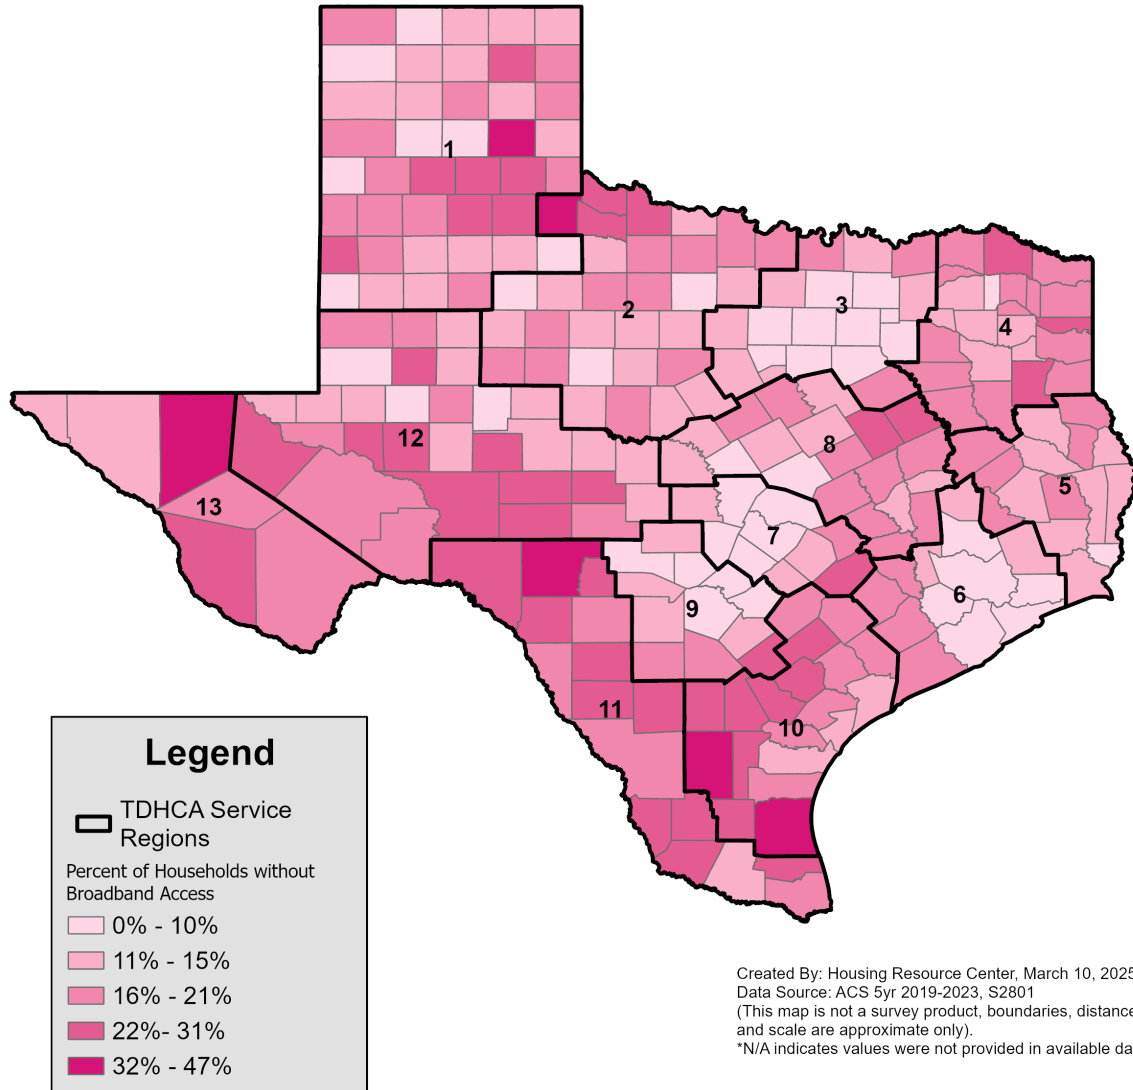 1
2
3
4
12
8
13
5
7
6
9
11
10
Legend
TDHCA Service
Regions
Percent of Households without
Broadband Access
0% - 10%
11% - 15%
16% - 21%
22%- 31%
32% - 47%
Created By: Housing Resource Center, March 10, 2025
Data Source: ACS 5yr 2019-2023, S2801
(This map is not a survey product, boundaries, distance
and scale are approximate only).
*N/A indicates values were not provided in available da